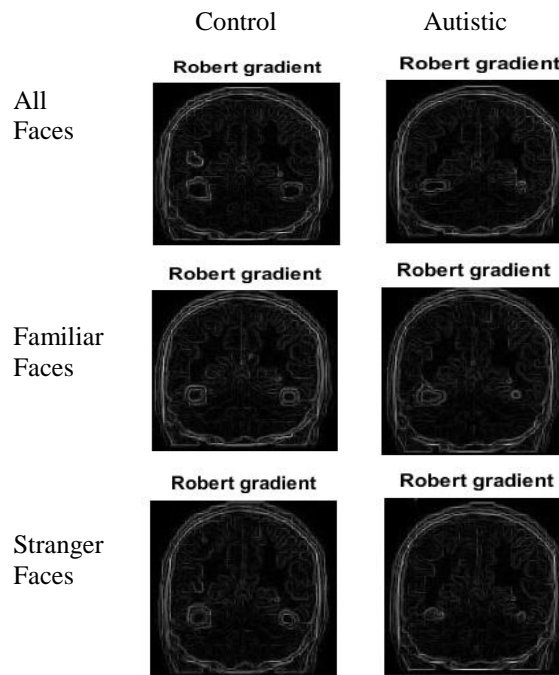 Control Autistic
Robert gradient Robert gradient
All
Faces
Robert gradient Robert gradient
Familiar
Faces
Robert gradient Robert gradient
Stranger
Faces